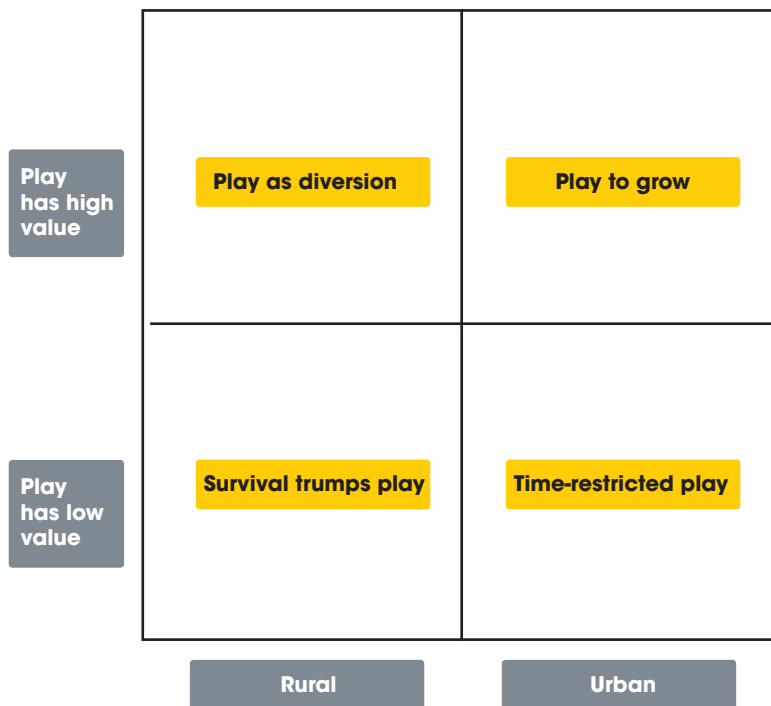 Play
has high
value
Play as diversion
Play to grow
Play
has low
value
Survival trumps play
Time-restricted play
Rural
Urban